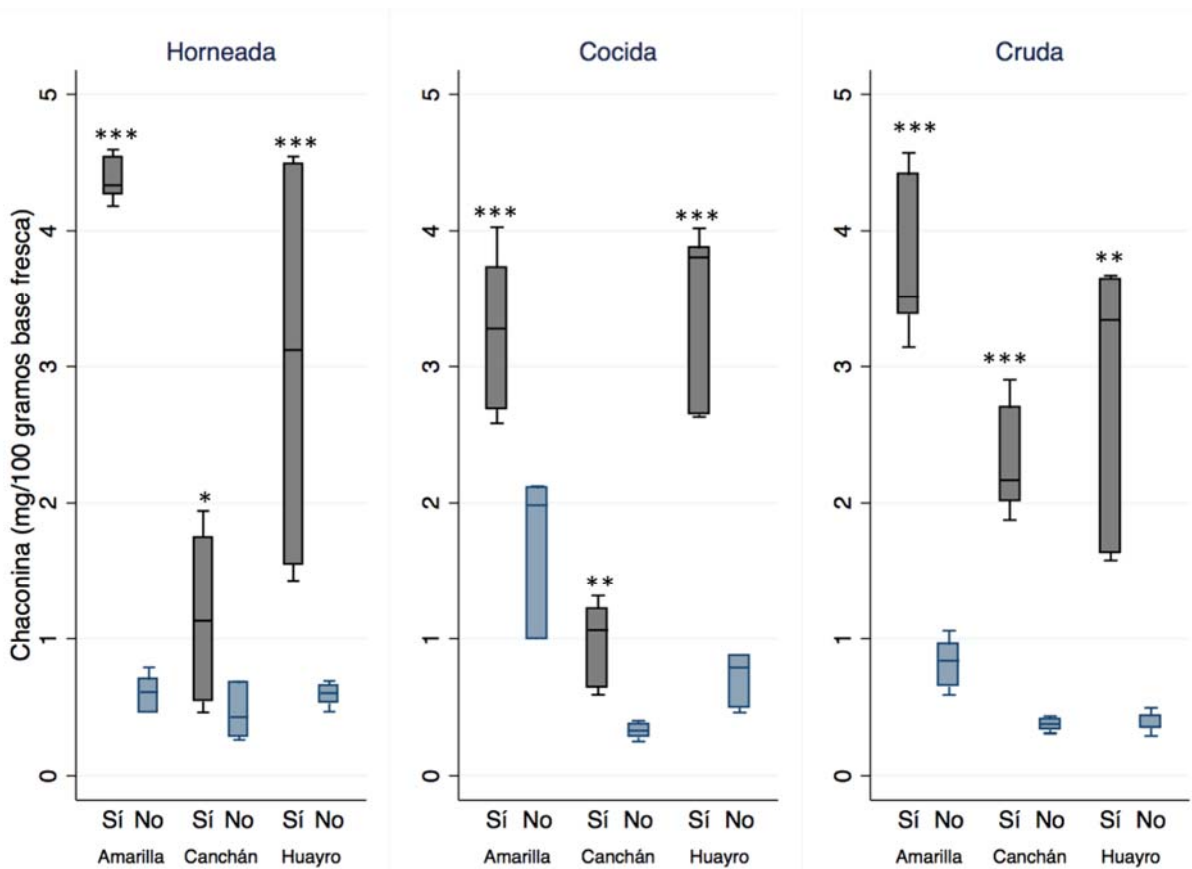 Horneada
Cocida
Cruda
Chaconina (mg/100 gramos base fresca)
5
4
3
2
1
0
***
*
***
Sí No Sí No Sí No
Amarilla Canchán Huayro
5
4
3
2
1
0
***
**
***
Sí No Sí No Sí No
Amarilla Canchán Huayro
5
4
3
2
1
0
***
***
**
Sí No Sí No Sí No
Amarilla Canchán Huayro